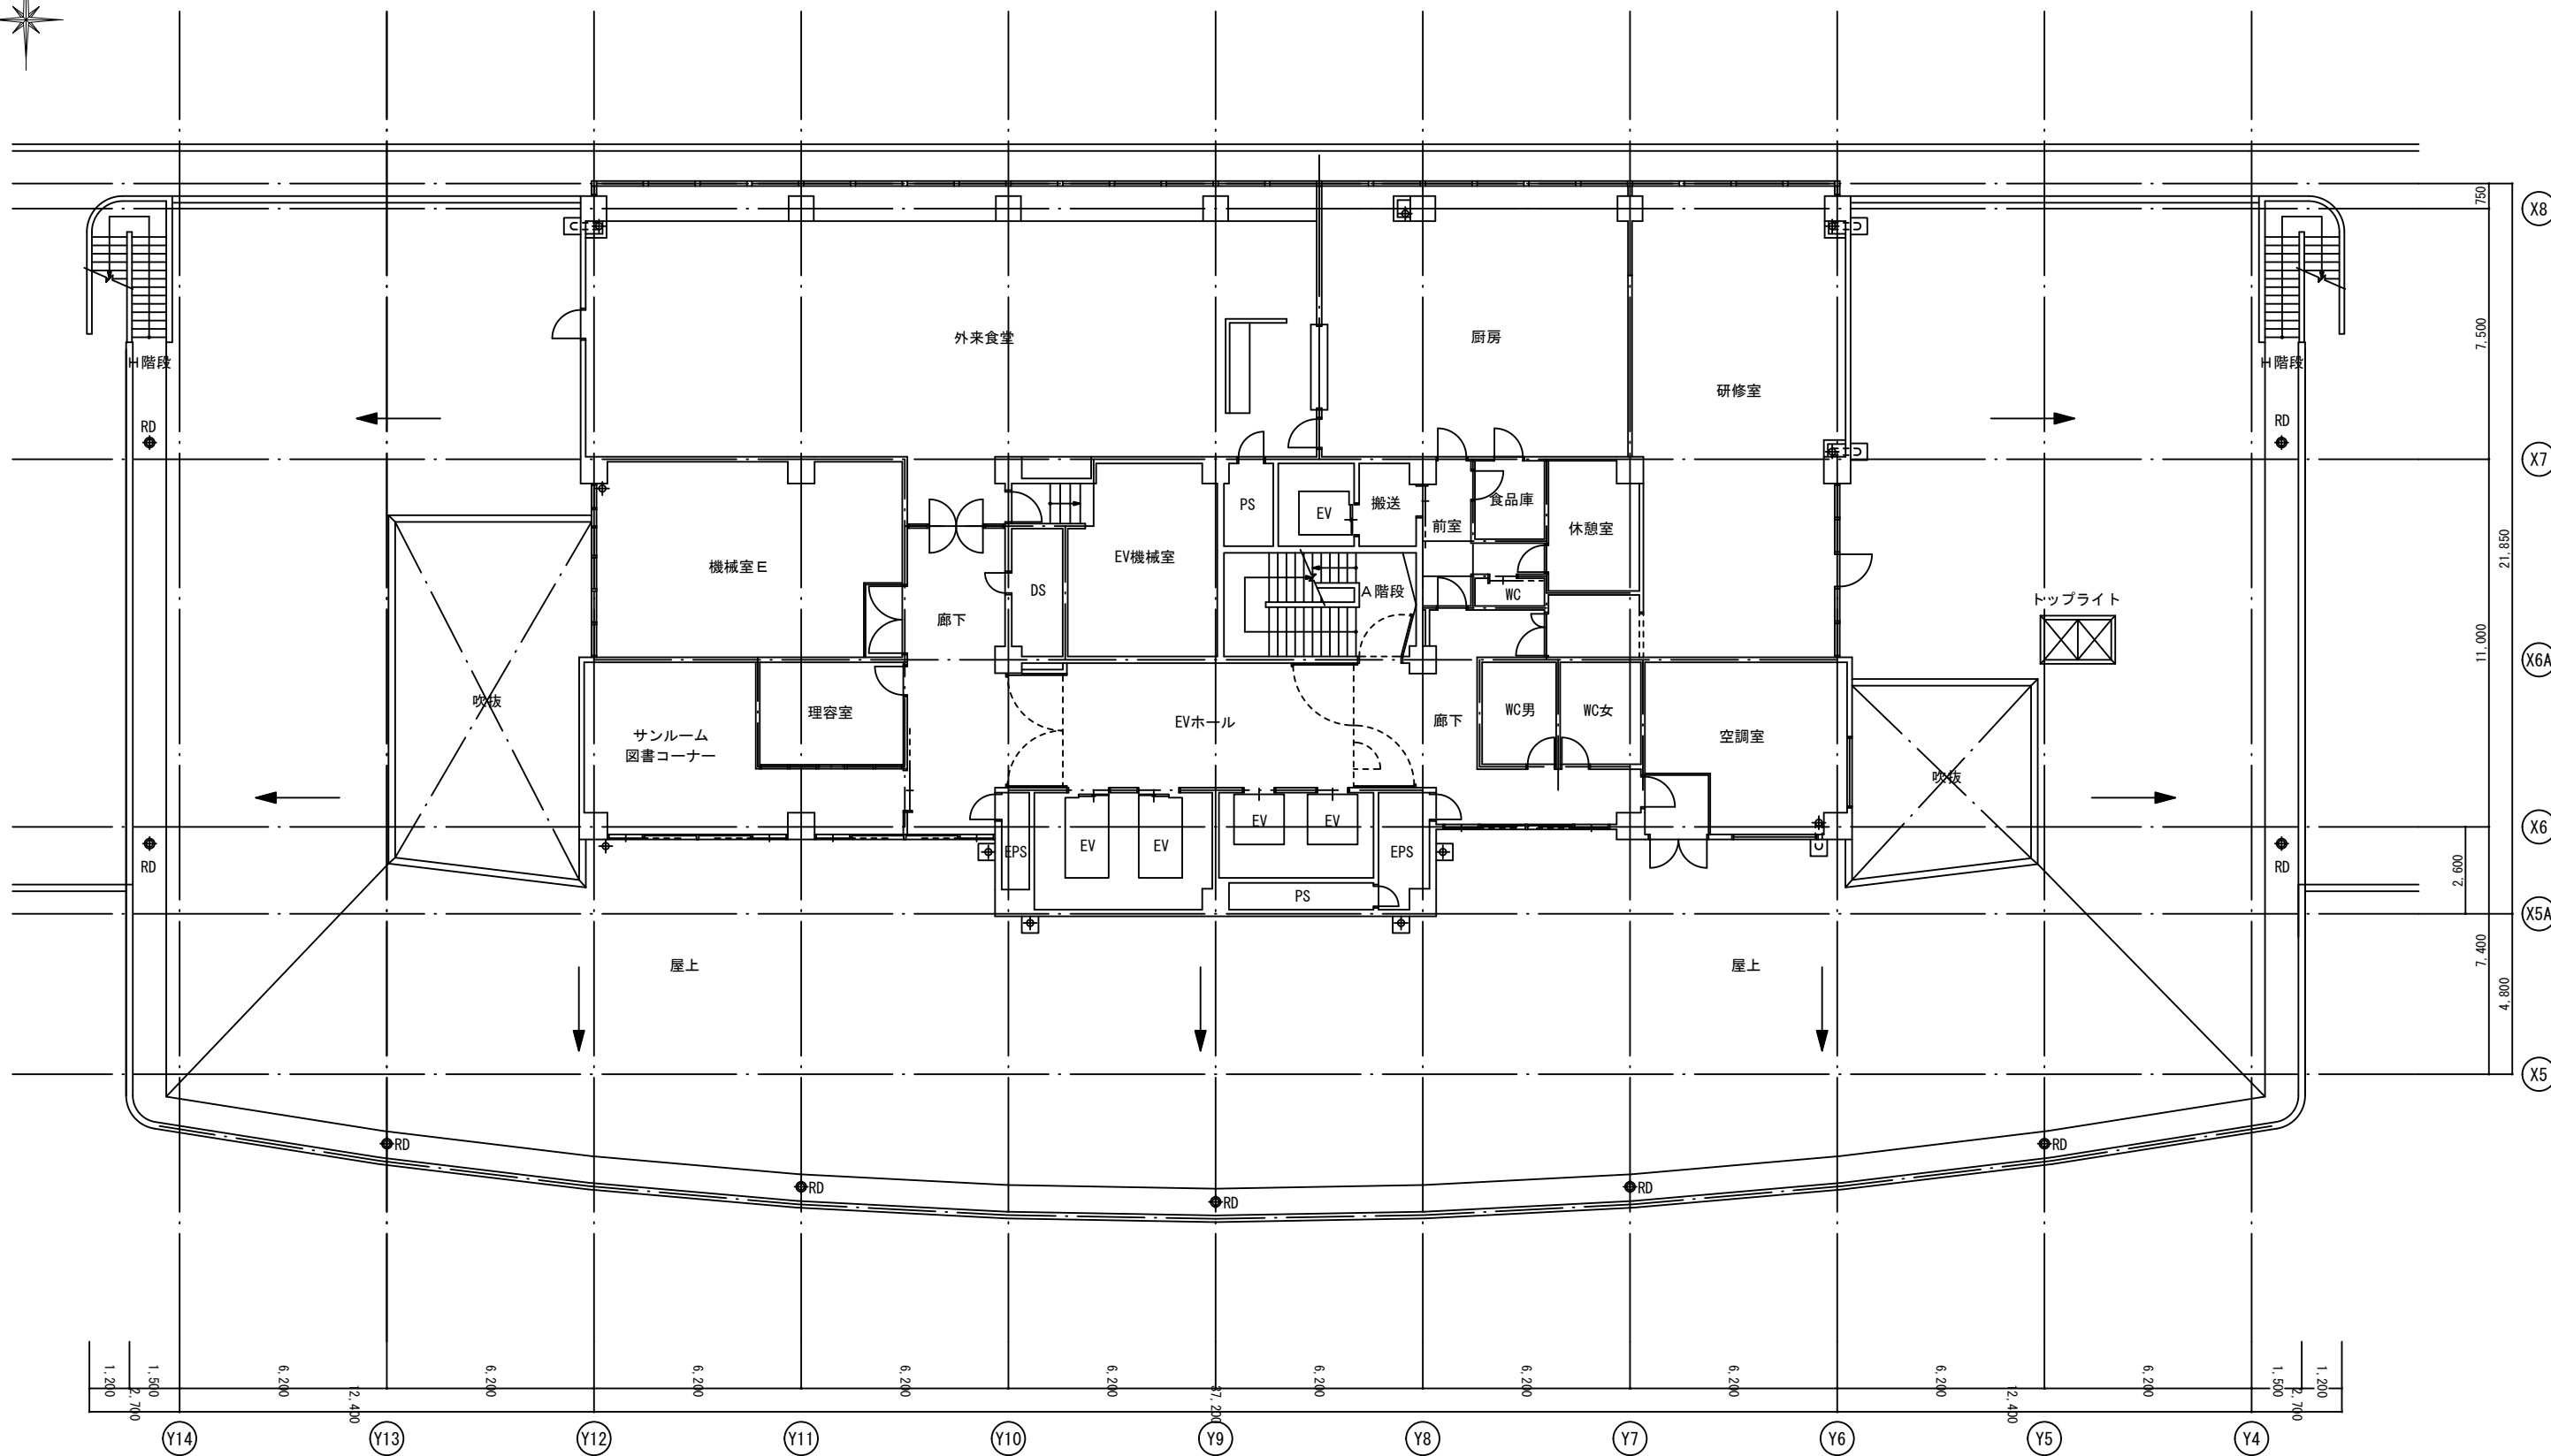 750
X8
外来食堂
厨房
7,500
H階段
H階段
研修室
RD
RD
X7
PS
EV
搬送
前室
食品庫
休憩室
EV機械室
21,850
機械室E
DS
A階段
WC
トップライト
廊下
11,000
X6A
吹抜
理容室
EVホール
廊下
WC男
WC女
サンルーム
図書コーナー
空調室
吹抜
EV
EV
X6
EPS
EV
EV
EPS
RD
RD
2,600
PS
X5A
屋上
屋上
7,400
4,800
X5
RD
RD
RD
RD
RD
1,200
1,500
6,200
6,200
6,200
6,200
6,200
6,200
6,200
6,200
6,200
6,200
1,500
1,200
2,700
12,400
37,200
12,400
2,700
Y14
Y13
Y12
Y11
Y10
Y9
Y8
Y7
Y6
Y5
Y4